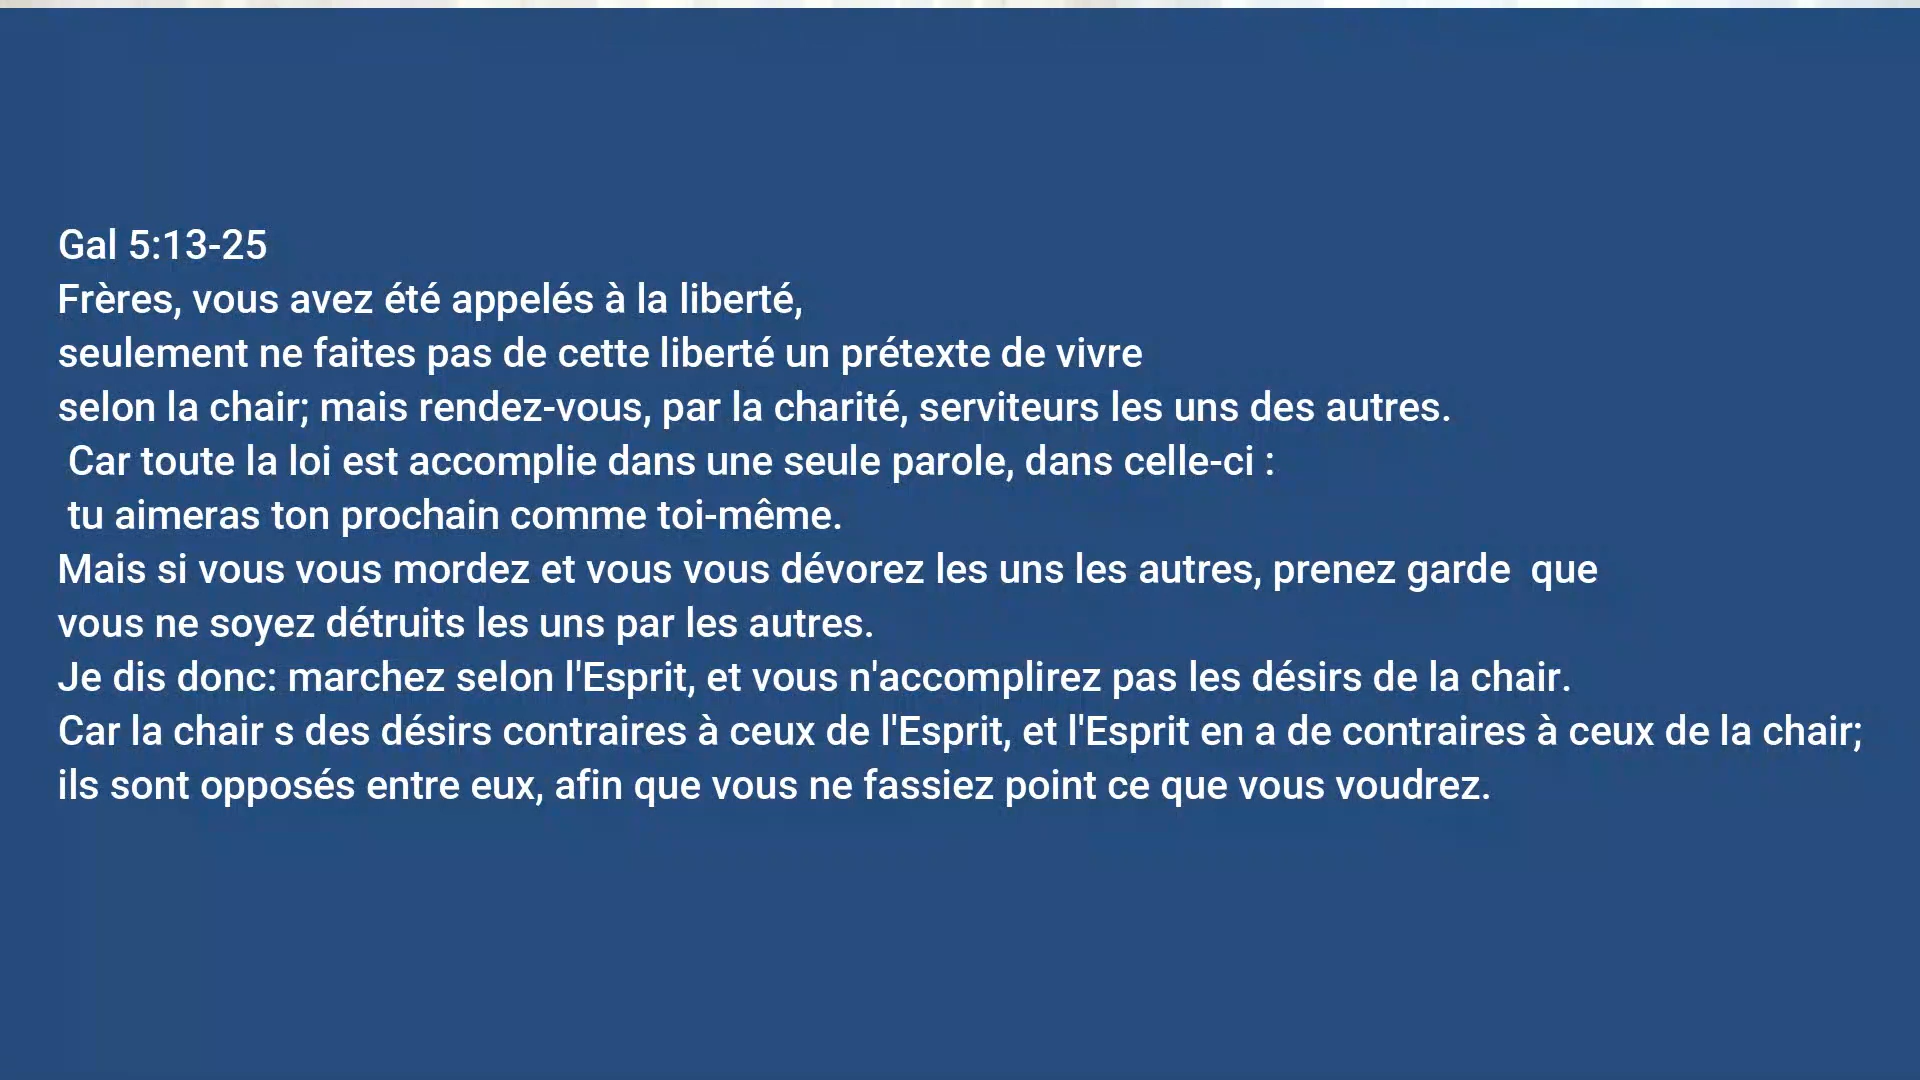 Gal 5:13-25
Frères, vous avez été appelés à la liberté,
seulement ne faites pas de cette liberté un prétexte de vivre
selon la chair; mais rendez-vous, par la charité, serviteurs les uns des autres.
Car toute la loi est accomplie dans une seule parole, dans celle-ci :
tu aimeras ton prochain comme toi-même.
Mais si vous vous mordez et vous vous dévorez les uns les autres, prenez garde  que
vous ne soyez détruits les uns par les autres.
Je dis donc: marchez selon l'Esprit, et vous n'accomplirez pas les désirs de la chair.
Car la chair s des désirs contraires à ceux de l'Esprit, et l'Esprit en a de contraires à ceux de la chair;
ils sont opposés entre eux, afin que vous ne fassiez point ce que vous voudrez.